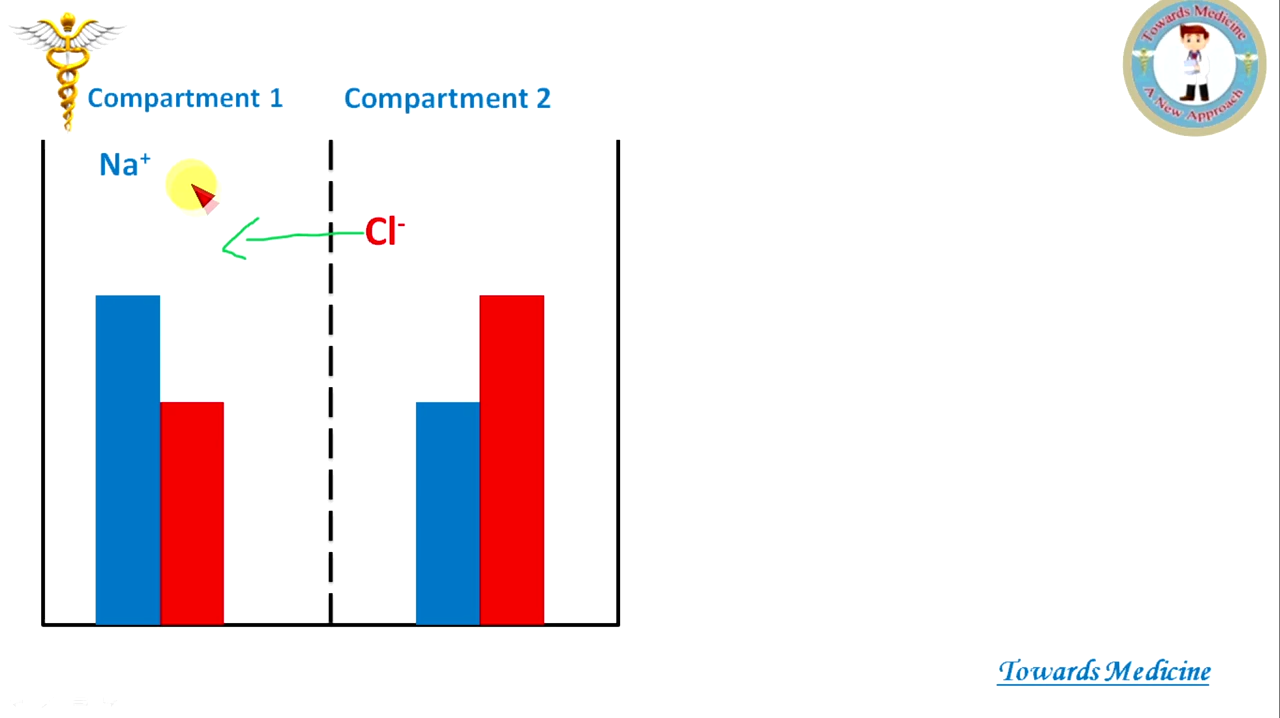 Towards Medicine
A New Approach
Compartment 1
Compartment 2
Na⁺
Cl⁻
Towards Medicine